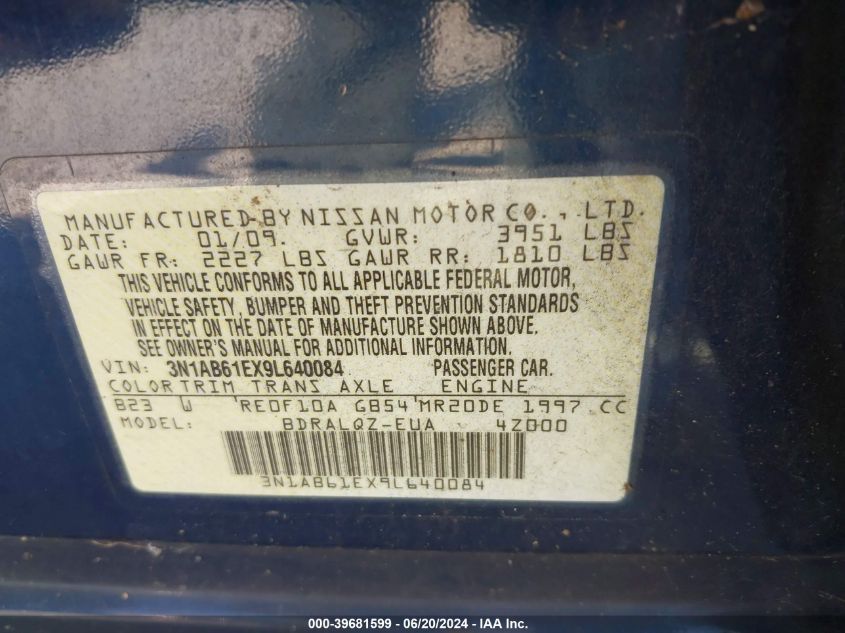 MANUFACTURED BY NISSAN MOTOR CO., LTD.
DATE: 01/09. GVWR: 3951 LBS
GAWR FR: 2227 LBS GAWR RR: 1810 LBS
THIS VEHICLE CONFORMS TO ALL APPLICABLE FEDERAL MOTOR,
VEHICLE SAFETY, BUMPER AND THEFT PREVENTION STANDARDS
IN EFFECT ON THE DATE OF MANUFACTURE SHOWN ABOVE.
SEE OWNER'S MANUAL FOR ADDITIONAL INFORMATION.
VIN: 3N1AB61EX9L640084 PASSENGER CAR.
COLOR TRIM TRANS AXLE ENGINE
B23 W RE0F10A GB54 MR20DE 1997 CC
MODEL: BDRALQZ-EUA 4Z000
3N1AB61EX9L640084
000-39681599 | 06/20/2024 - IAA Inc.